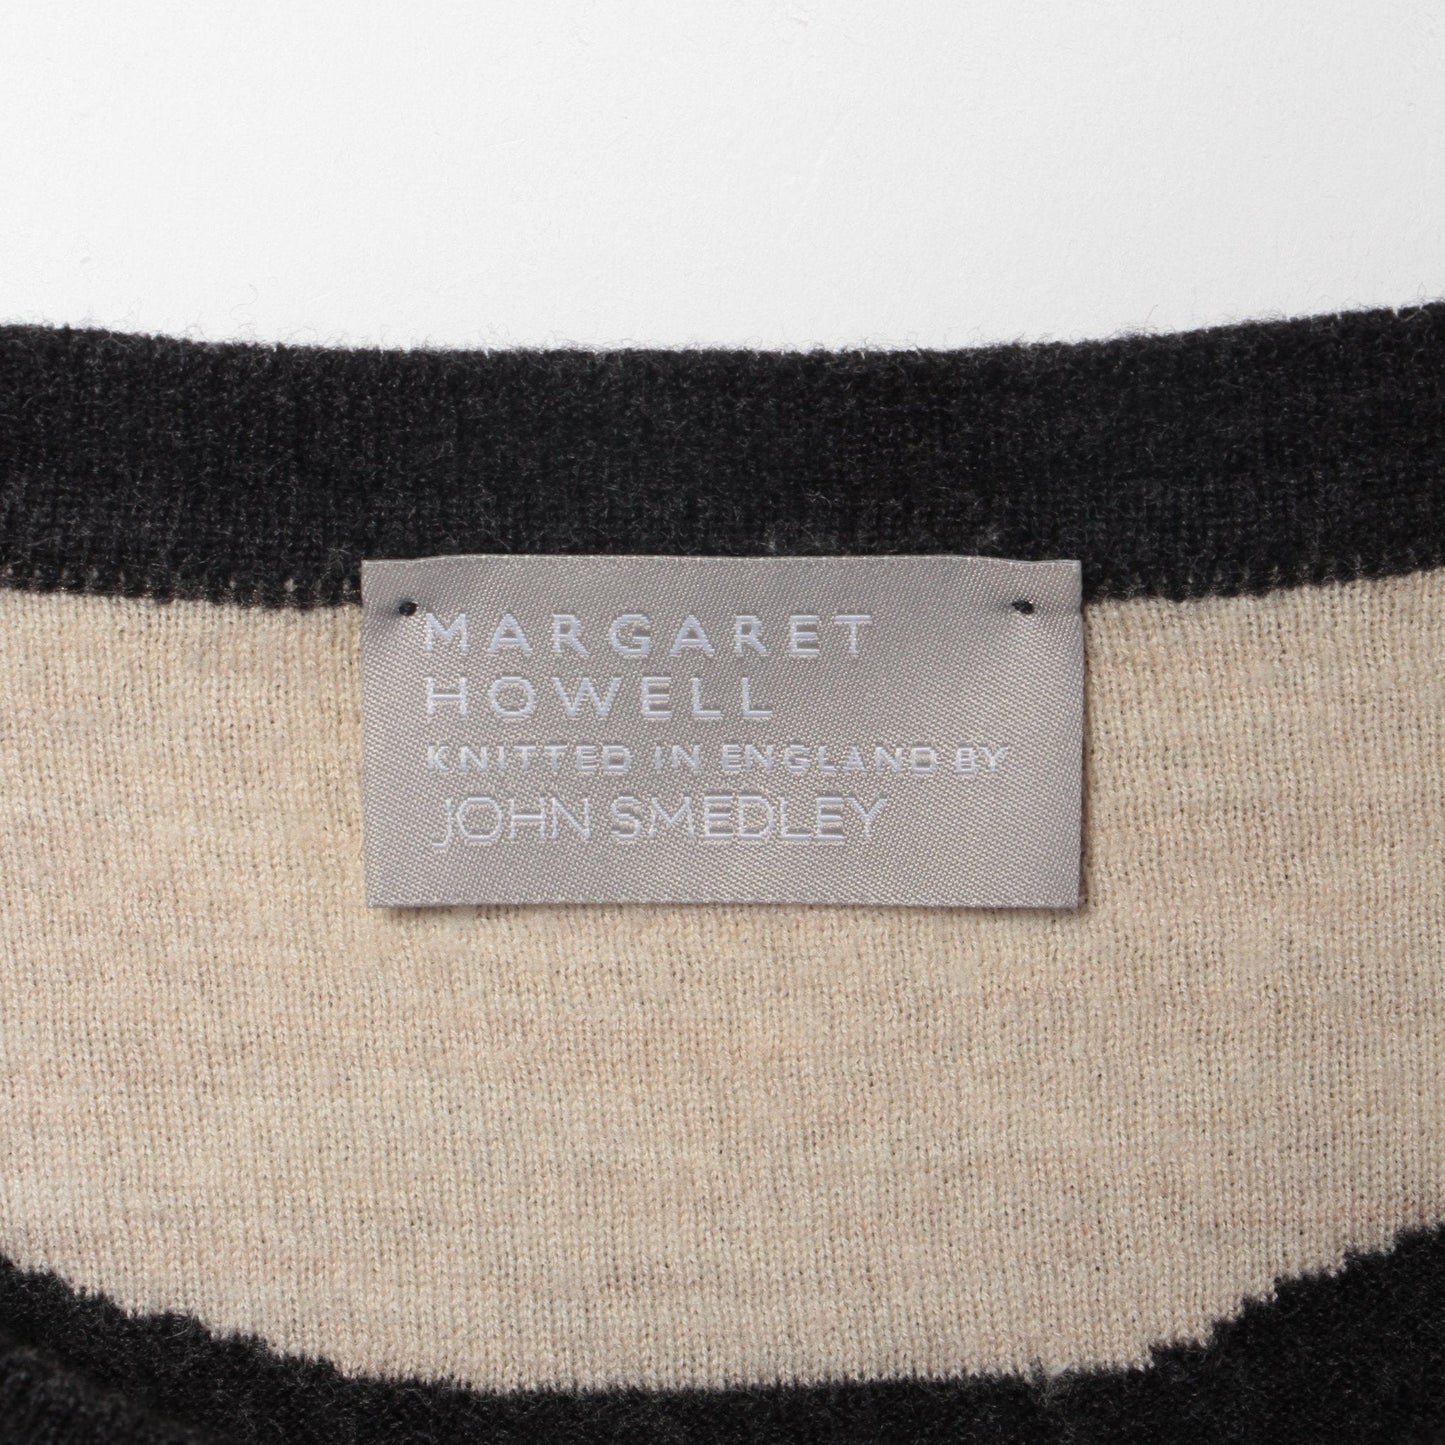 MARGARET
HOWELL
KNITTED IN ENGLAND BY
JOHN SMEDLEY